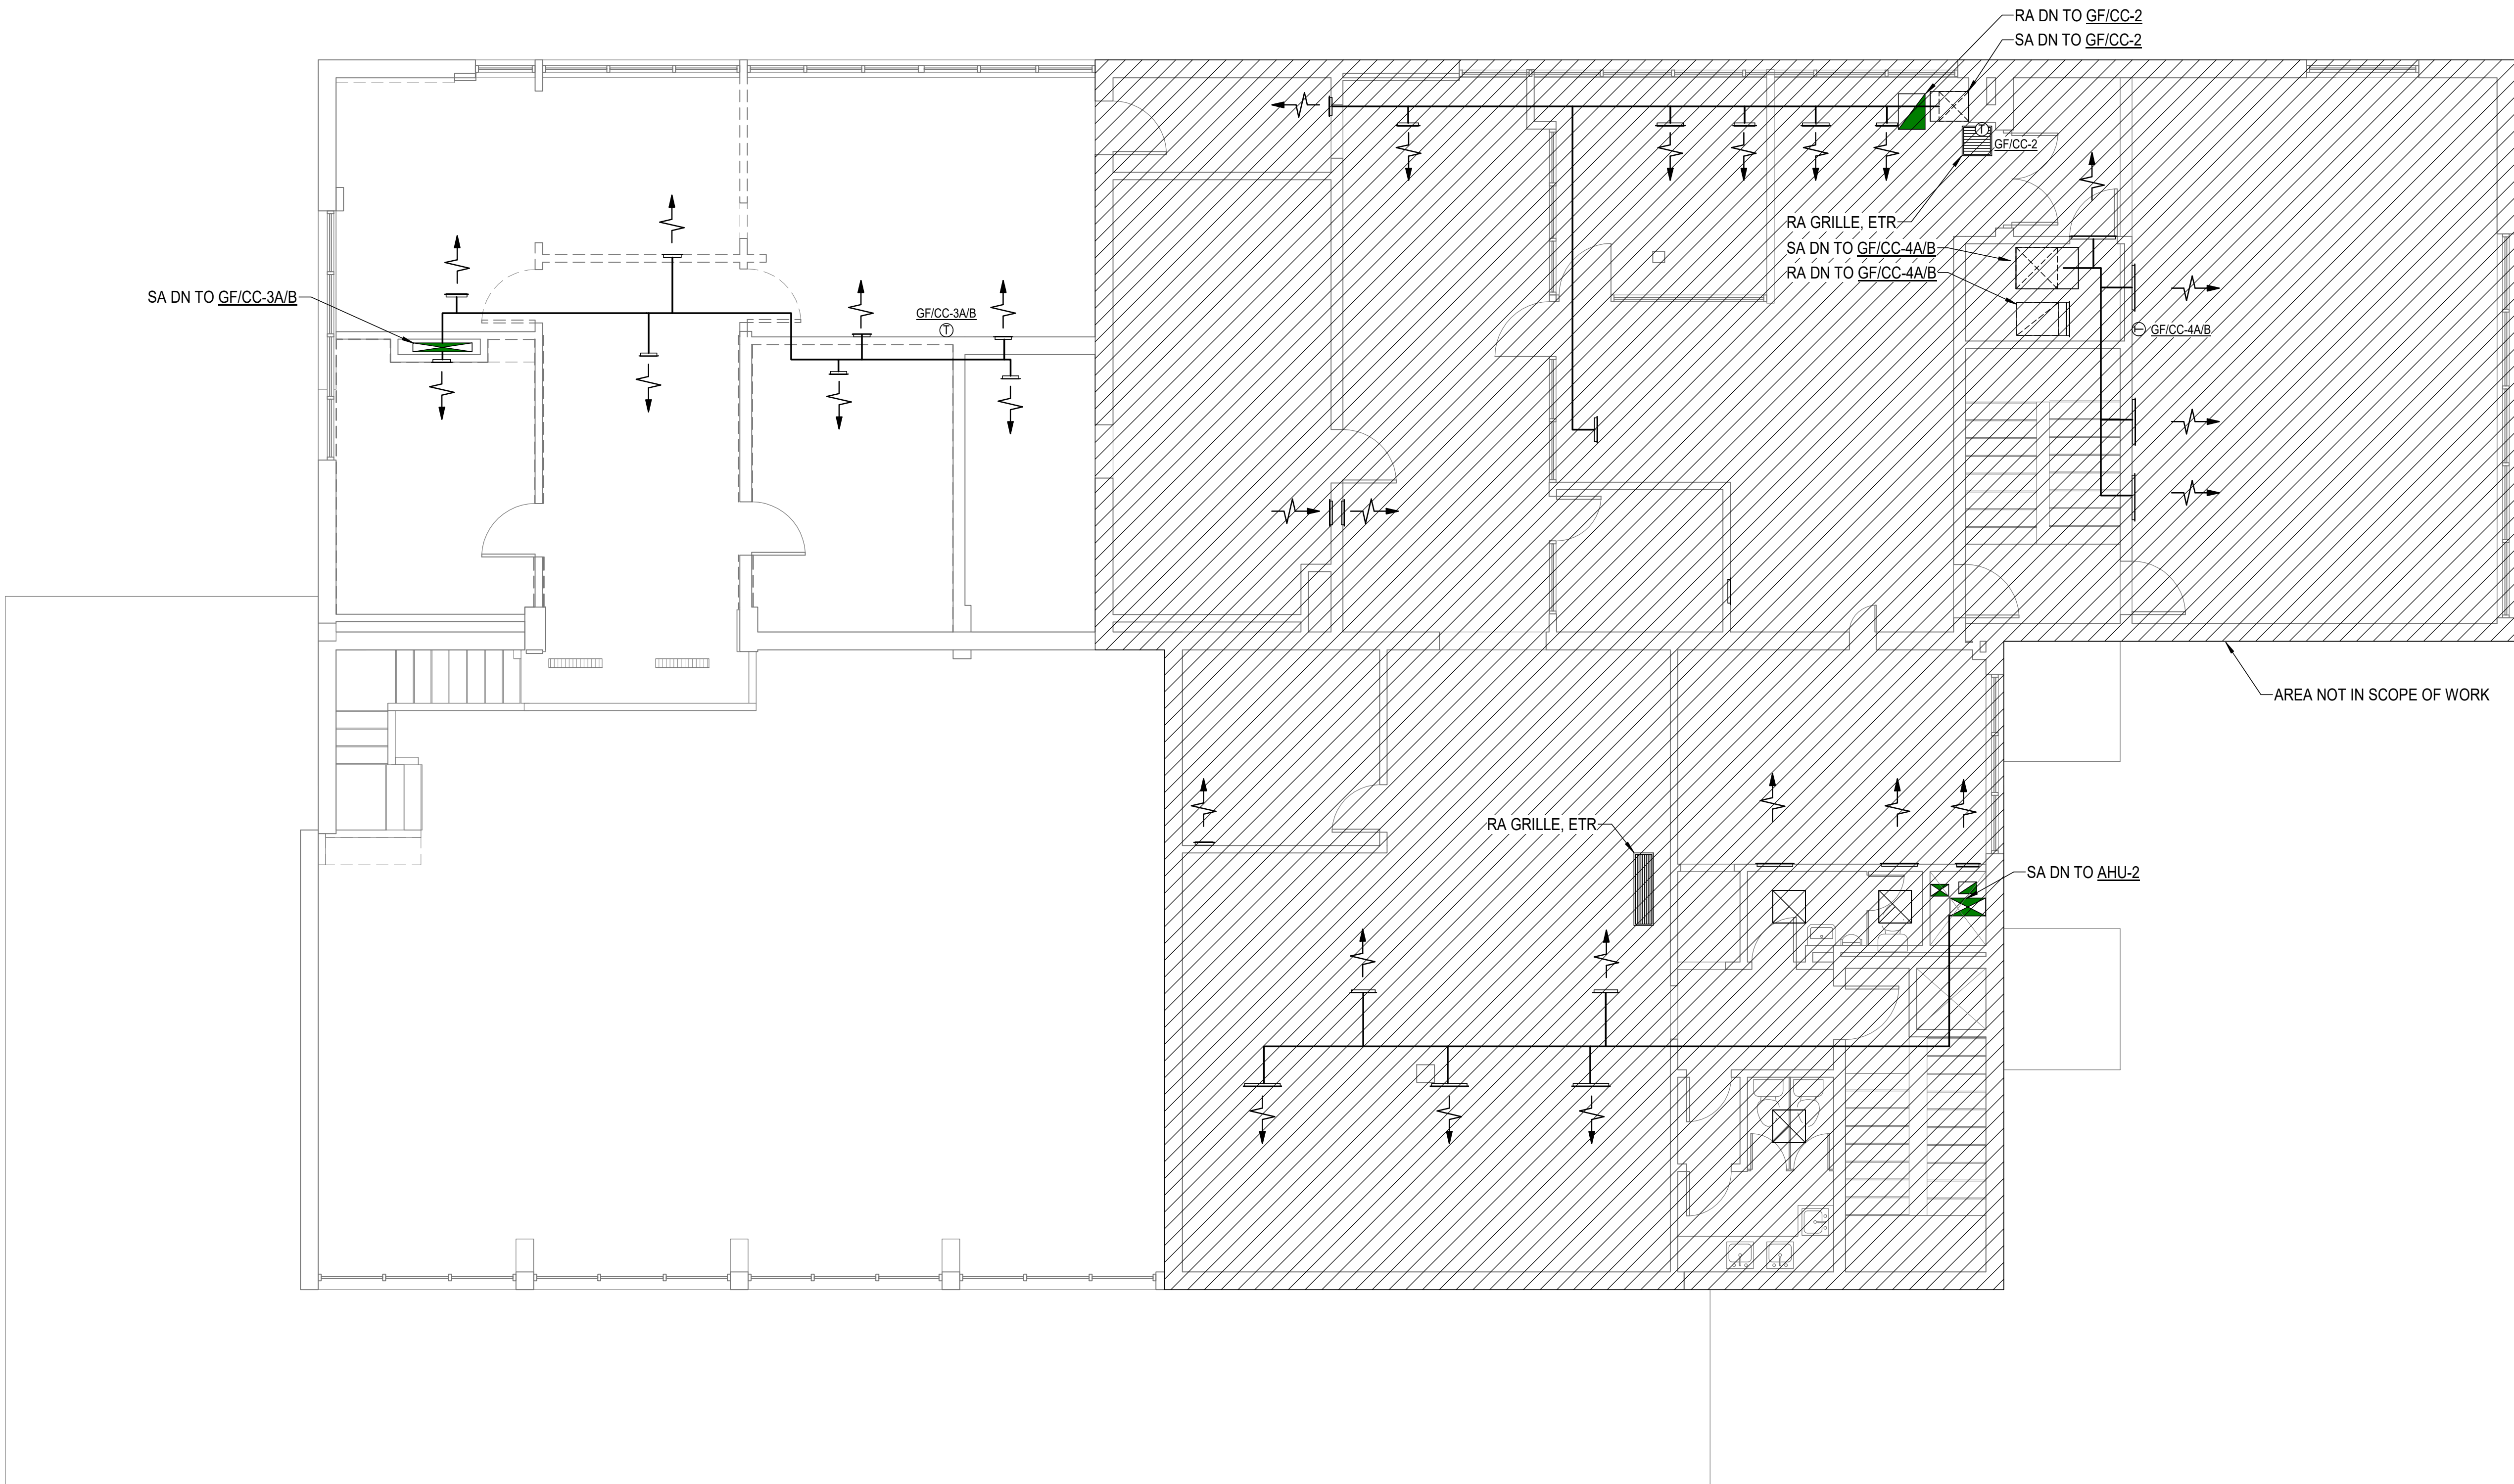 RA DN TO GF/CC-2
SA DN TO GF/CC-2
T
GF/CC-2
RA GRILLE, ETR
SA DN TO GF/CC-4A/B
RA DN TO GF/CC-4A/B
SA DN TO GF/CC-3A/B
GF/CC-3A/B
T
T
GF/CC-4A/B
AREA NOT IN SCOPE OF WORK
RA GRILLE, ETR
SA DN TO AHU-2